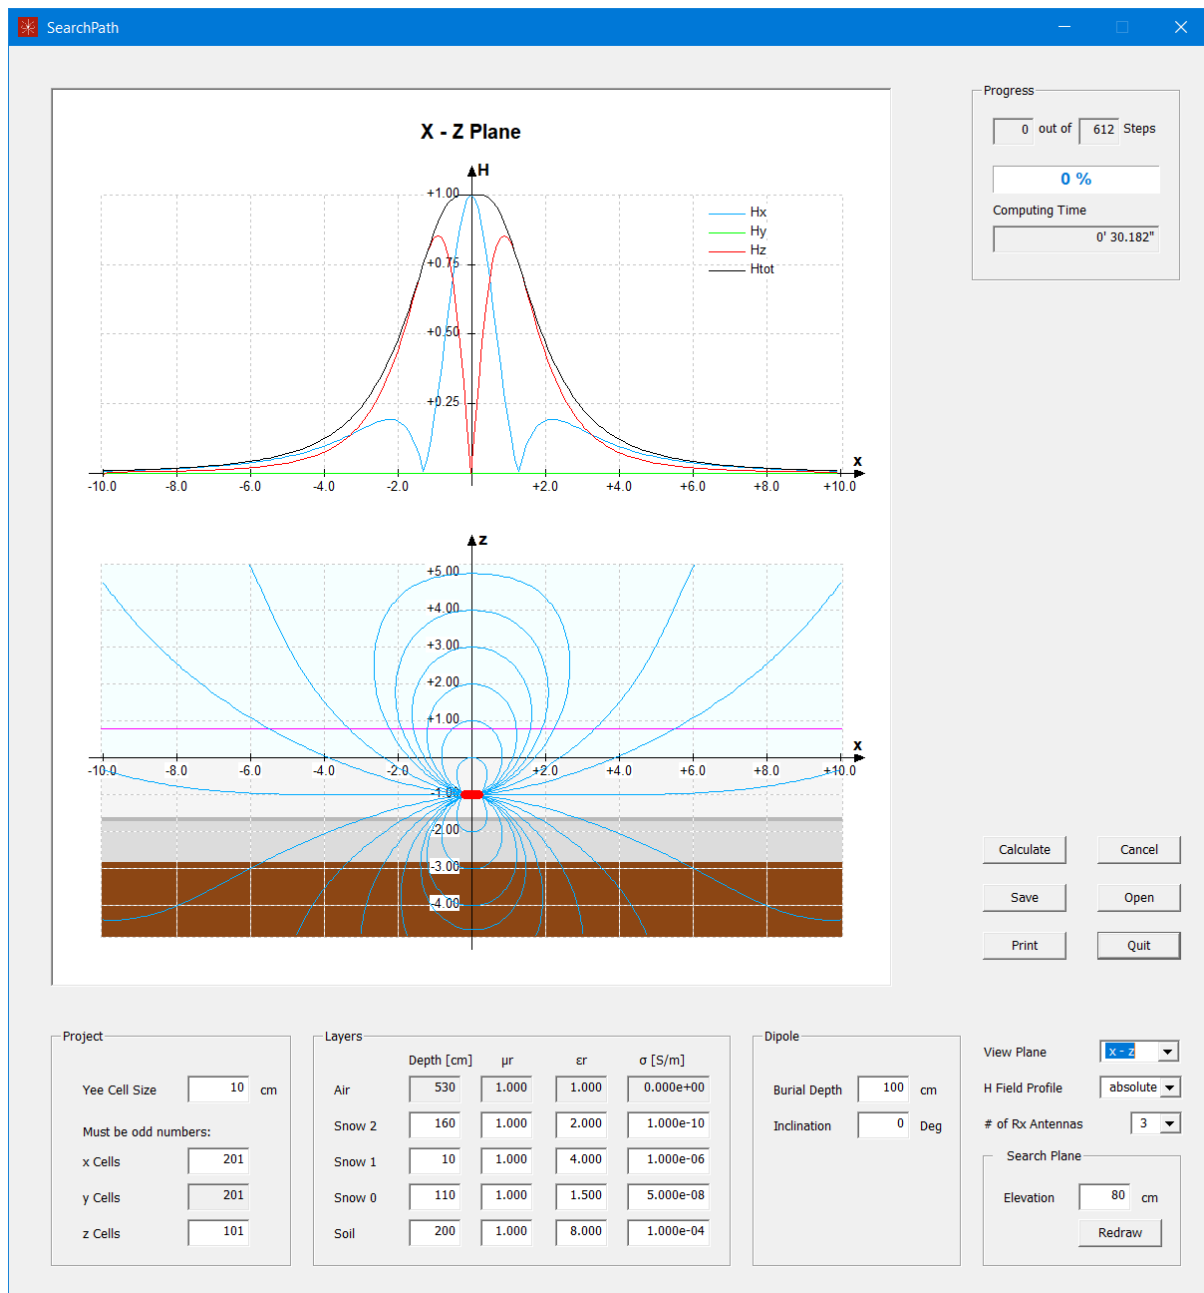 SearchPath
X - Z Plane
H
+1.00
+0.75
+0.50
+0.25
Hx
Hy
Hz
Htot
x
-10.0 -8.0 -6.0 -4.0 -2.0 +2.0 +4.0 +6.0 +8.0 +10.0
z
+5.00
+4.00
+3.00
+2.00
+1.00
x
-10.0 -8.0 -6.0 -4.0 -2.0 +2.0 +4.0 +6.0 +8.0 +10.0
-1.00
-2.00
-3.00
-4.00
Progress
0 out of 612 Steps
0 %
Computing Time
0' 30.182"
Calculate Cancel
Save Open
Print Quit
Project
Yee Cell Size 10 cm
Must be odd numbers:
x Cells 201
y Cells 201
z Cells 101
Layers
Depth [cm] µr εr σ [S/m]
Air 530 1.000 1.000 0.000e+00
Snow 2 160 1.000 2.000 1.000e-10
Snow 1 10 1.000 4.000 1.000e-06
Snow 0 110 1.000 1.500 5.000e-08
Soil 200 1.000 8.000 1.000e-04
Dipole
Burial Depth 100 cm
Inclination 0 Deg
View Plane x - z
H Field Profile absolute
# of Rx Antennas 3
Search Plane
Elevation 80 cm
Redraw